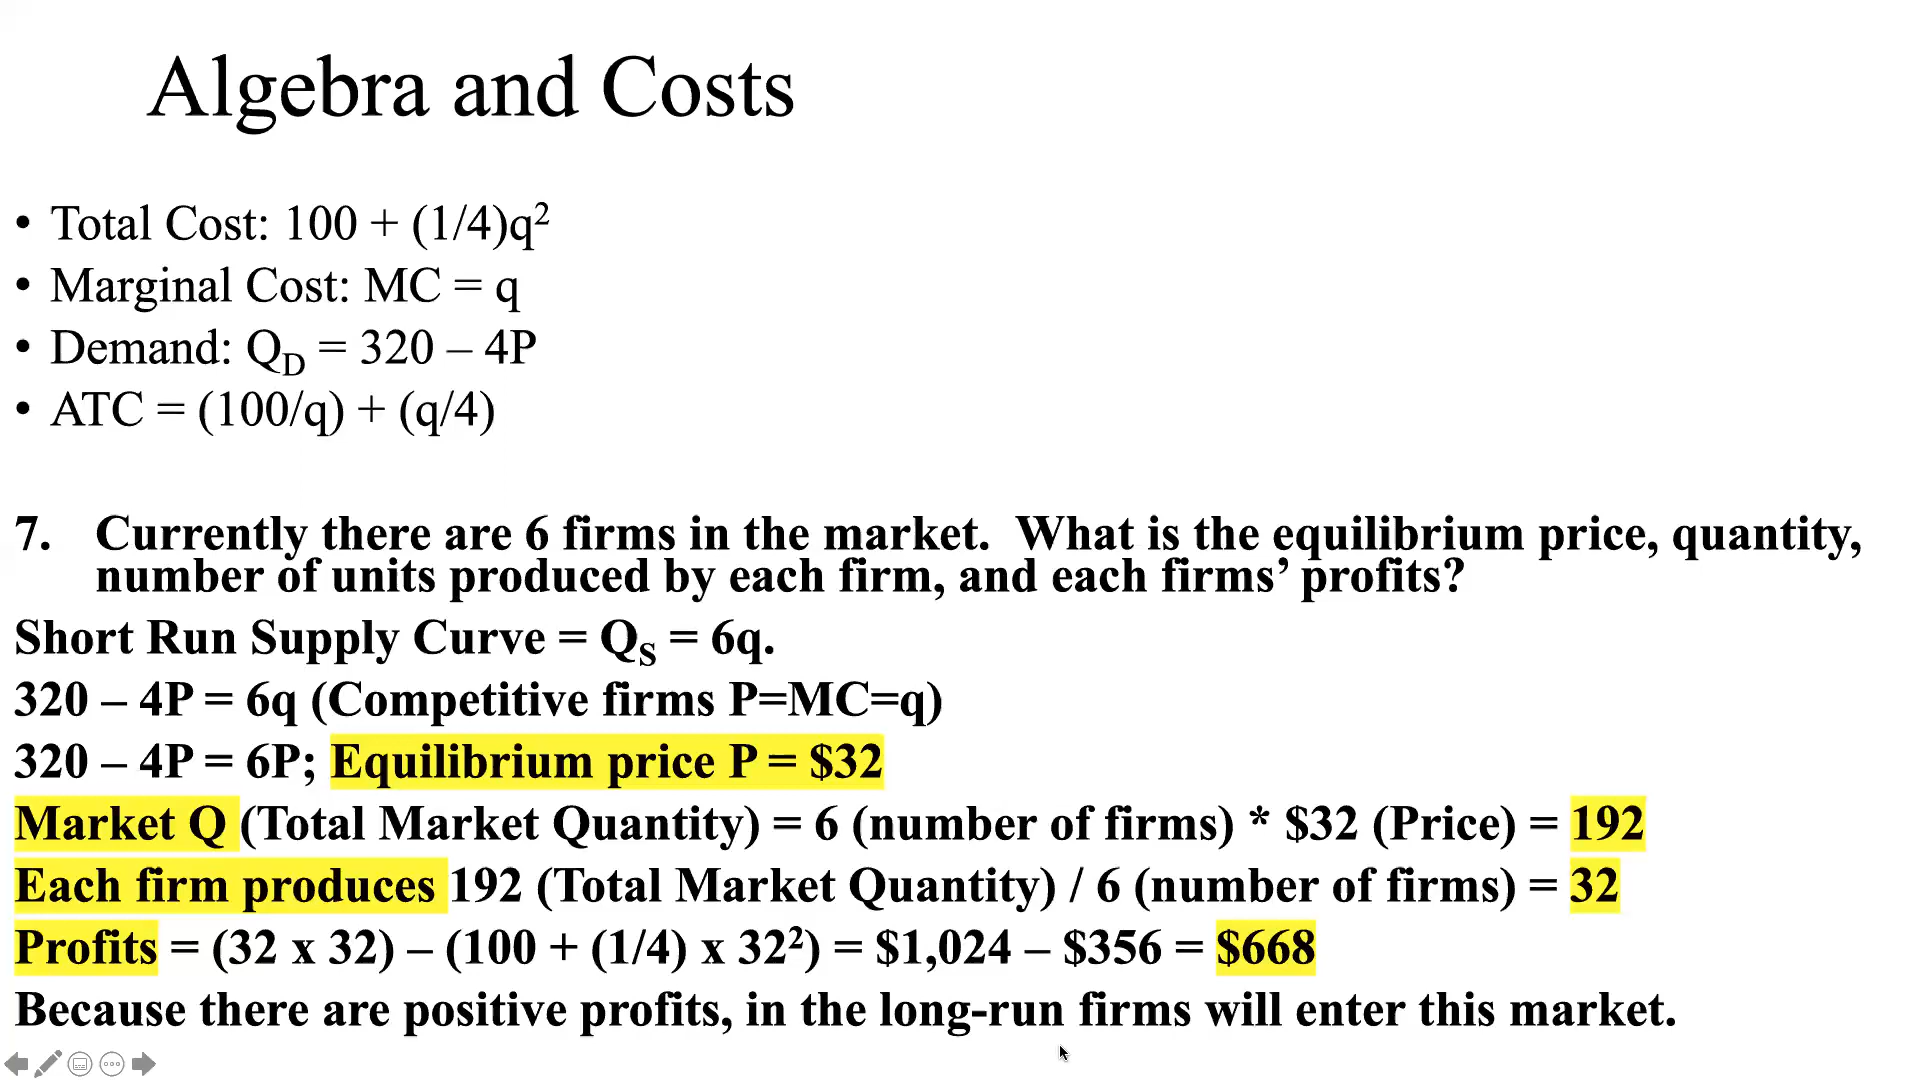 Algebra and Costs
• Total Cost: 100 + (1/4)q²
• Marginal Cost: MC = q
• Demand: Q_D = 320 – 4P
• ATC = (100/q) + (q/4)
7. Currently there are 6 firms in the market. What is the equilibrium price, quantity,
number of units produced by each firm, and each firms’ profits?
Short Run Supply Curve = Q_S = 6q.
320 – 4P = 6q (Competitive firms P=MC=q)
320 – 4P = 6P; Equilibrium price P = $32
Market Q (Total Market Quantity) = 6 (number of firms) * $32 (Price) = 192
Each firm produces 192 (Total Market Quantity) / 6 (number of firms) = 32
Profits = (32 x 32) – (100 + (1/4) x 32²) = $1,024 – $356 = $668
Because there are positive profits, in the long-run firms will enter this market.